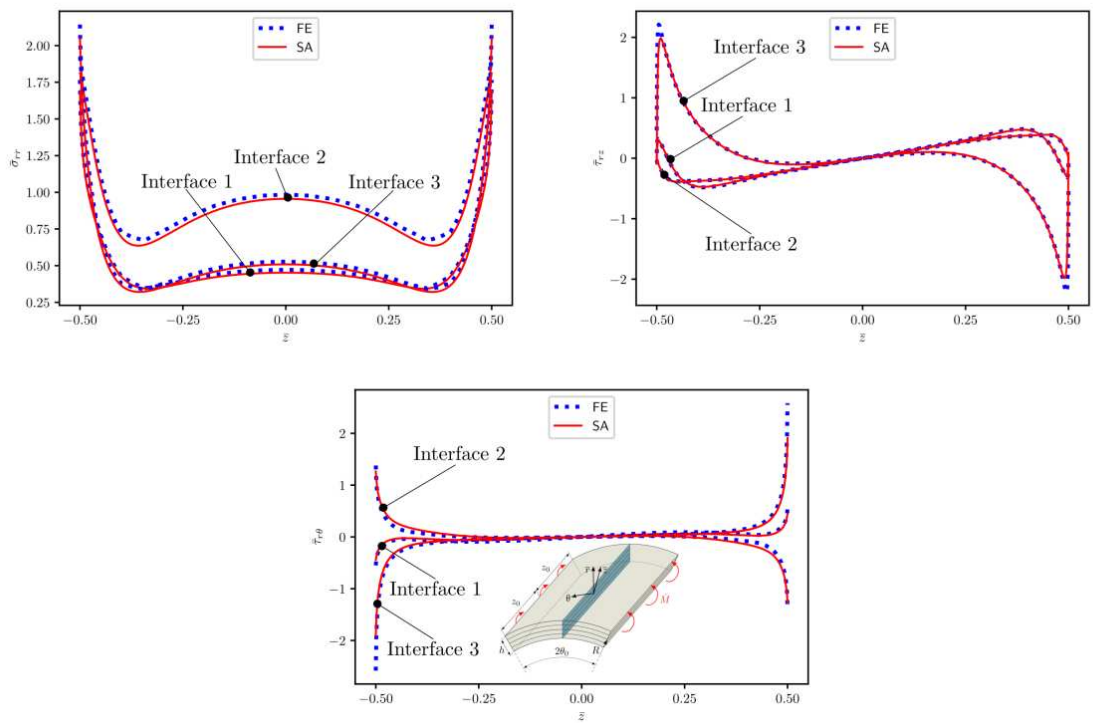 FE
SA
2.00
1.75
1.50
1.25
1.00
0.75
0.50
0.25
σ̄rr
Interface 2
Interface 1
Interface 3
−0.50
−0.25
0.00
0.25
0.50
z̄
FE
SA
2
1
0
−1
−2
τ̄rz
Interface 3
Interface 1
Interface 2
−0.50
−0.25
0.00
0.25
0.50
z̄
FE
SA
2
1
0
−1
−2
τ̄rθ
Interface 2
Interface 1
Interface 3
z₀
z₀
r̄
z̄
θ
M̂
h
2θ₀
R
−0.50
−0.25
0.00
0.25
0.50
z̄